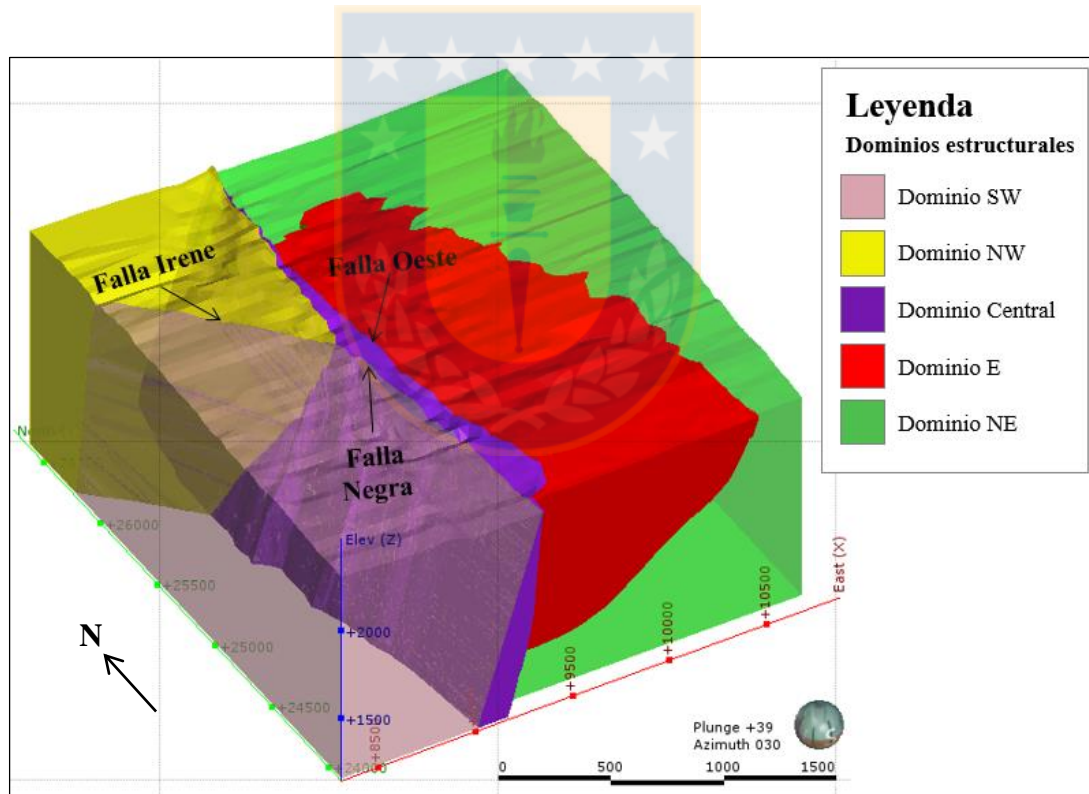 Leyenda
Dominios estructurales
Dominio SW
Dominio NW
Dominio Central
Dominio E
Dominio NE
Falla Irene
Falla Oeste
Falla
Negra
N
Elev (Z)
+2000
+1500
+26000
+25500
+25000
+24500
+24000
+9500
+10000
+10500
East (X)
Plunge +39
Azimuth 030
0 500 1000 1500